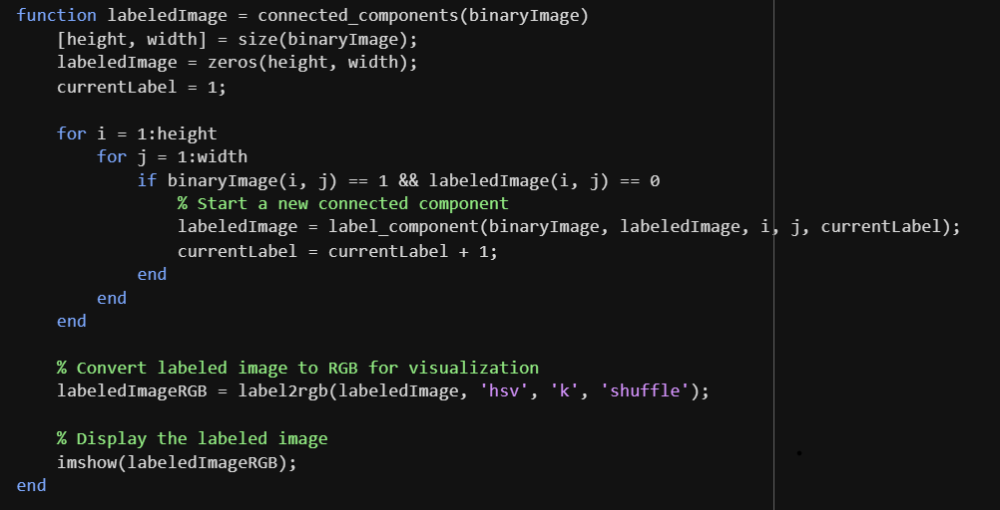 function labeledImage = connected_components(binaryImage)
    [height, width] = size(binaryImage);
    labeledImage = zeros(height, width);
    currentLabel = 1;

    for i = 1:height
        for j = 1:width
            if binaryImage(i, j) == 1 && labeledImage(i, j) == 0
                % Start a new connected component
                labeledImage = label_component(binaryImage, labeledImage, i, j, currentLabel);
                currentLabel = currentLabel + 1;
            end
        end
    end

    % Convert labeled image to RGB for visualization
    labeledImageRGB = label2rgb(labeledImage, 'hsv', 'k', 'shuffle');

    % Display the labeled image
    imshow(labeledImageRGB);
end